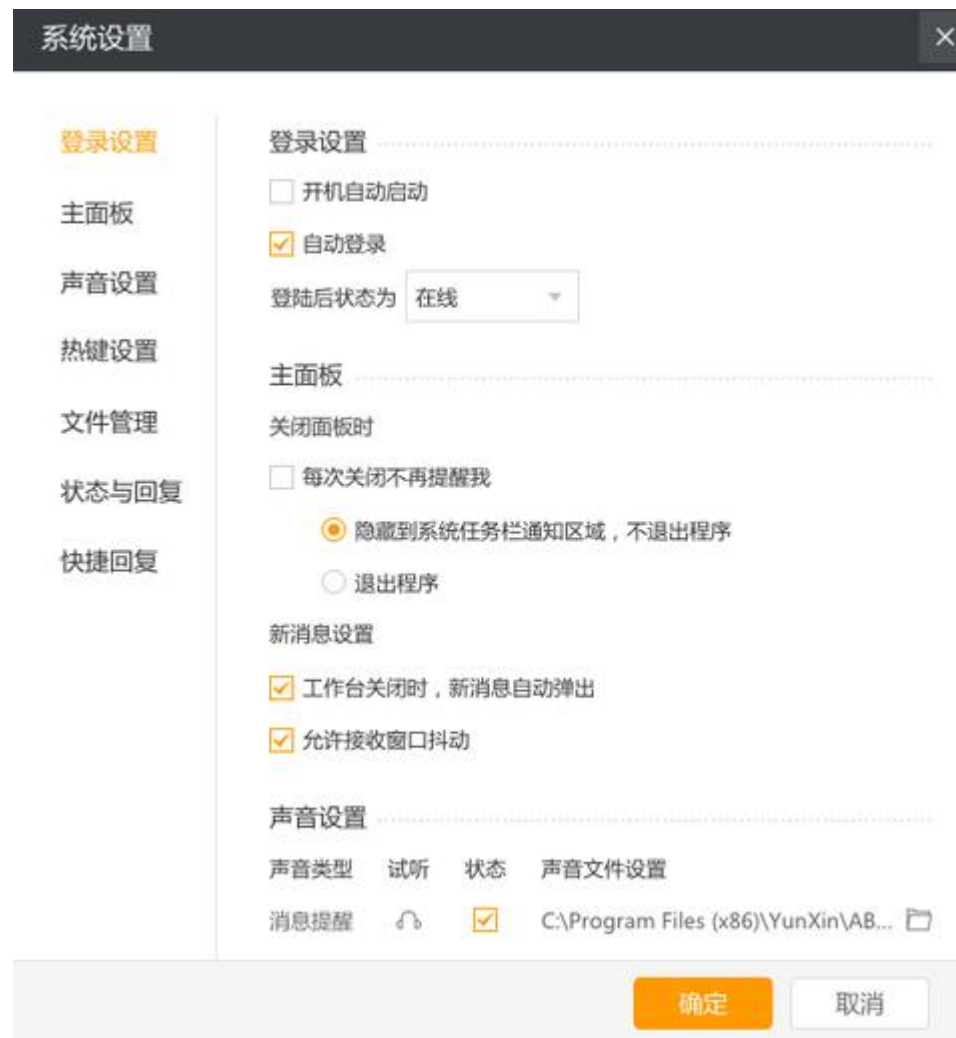 系统设置
登录设置
主面板
声音设置
热键设置
文件管理
状态与回复
快捷回复
登录设置
开机自动启动
自动登录
登陆后状态为 在线
主面板
关闭面板时
每次关闭不再提醒我
隐藏到系统任务栏通知区域，不退出程序
退出程序
新消息设置
工作台关闭时，新消息自动弹出
允许接收窗口抖动
声音设置
声音类型 试听 状态 声音文件设置
消息提醒 C:\Program Files (x86)\YunXin\AB...
确定 取消